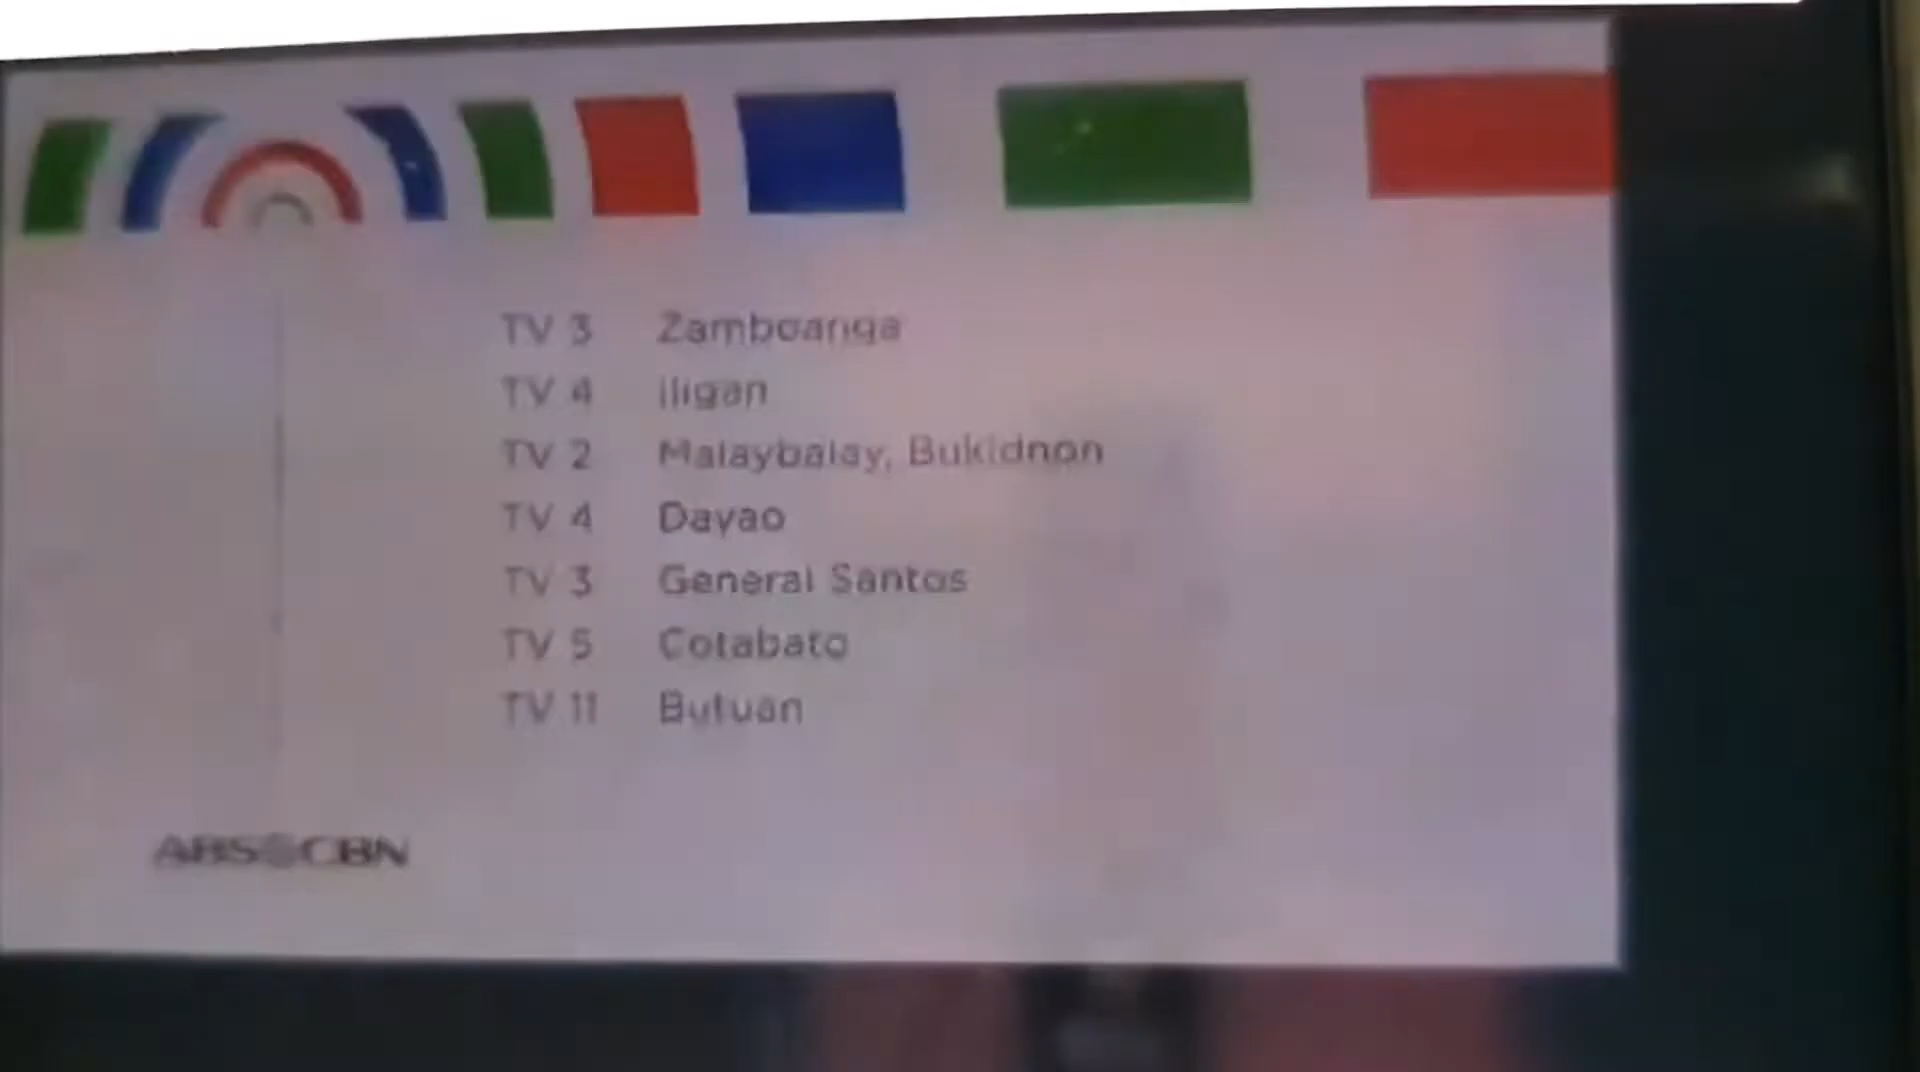 TV 3 Zamboanga
TV 4 Iligan
TV 2 Malaybalay, Bukidnon
TV 4 Davao
TV 3 General Santos
TV 5 Cotabato
TV 11 Butuan
ABS CBN